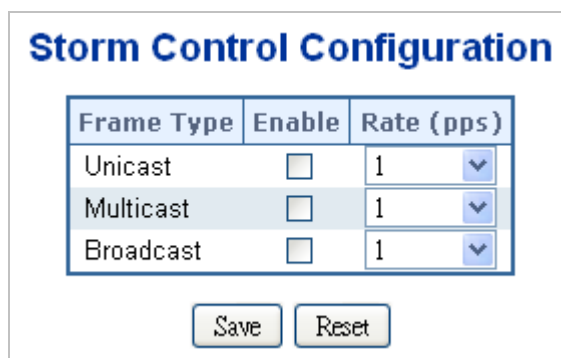 Storm Control Configuration
Frame Type Enable Rate (pps)
Unicast 1
Multicast 1
Broadcast 1
Save Reset